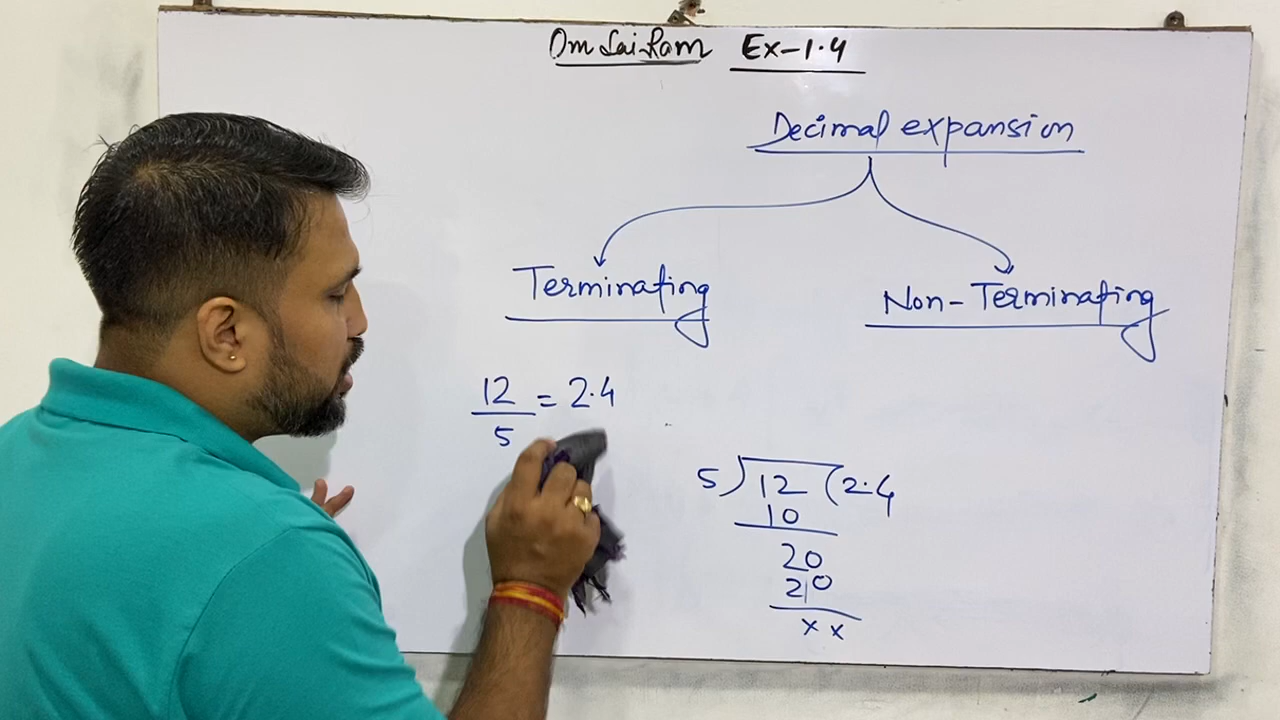 Om Sai Ram Ex-1.4
Decimal expansion
Terminating
Non-Terminating
12/5 = 2.4
5)12(2.4
10
20
20
x x